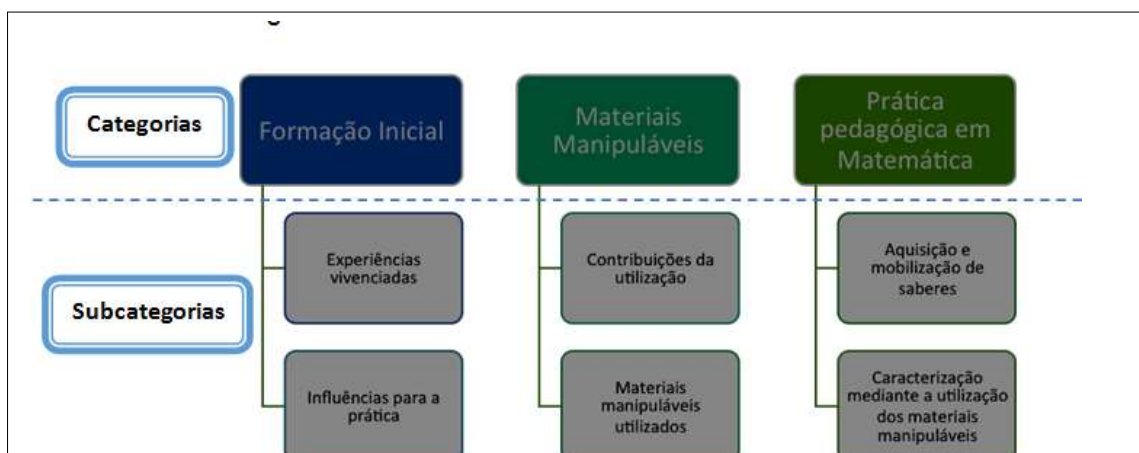 Categorias
Formação Inicial
Materiais
Manipuláveis
Prática
pedagógica em
Matemática
Subcategorias
Experiências
vivenciadas
Contribuições da
utilização
Aquisição e
mobilização de
saberes
Influências para a
prática
Materiais
manipuláveis
utilizados
Caracterização
mediante a utilização
dos materiais
manipuláveis